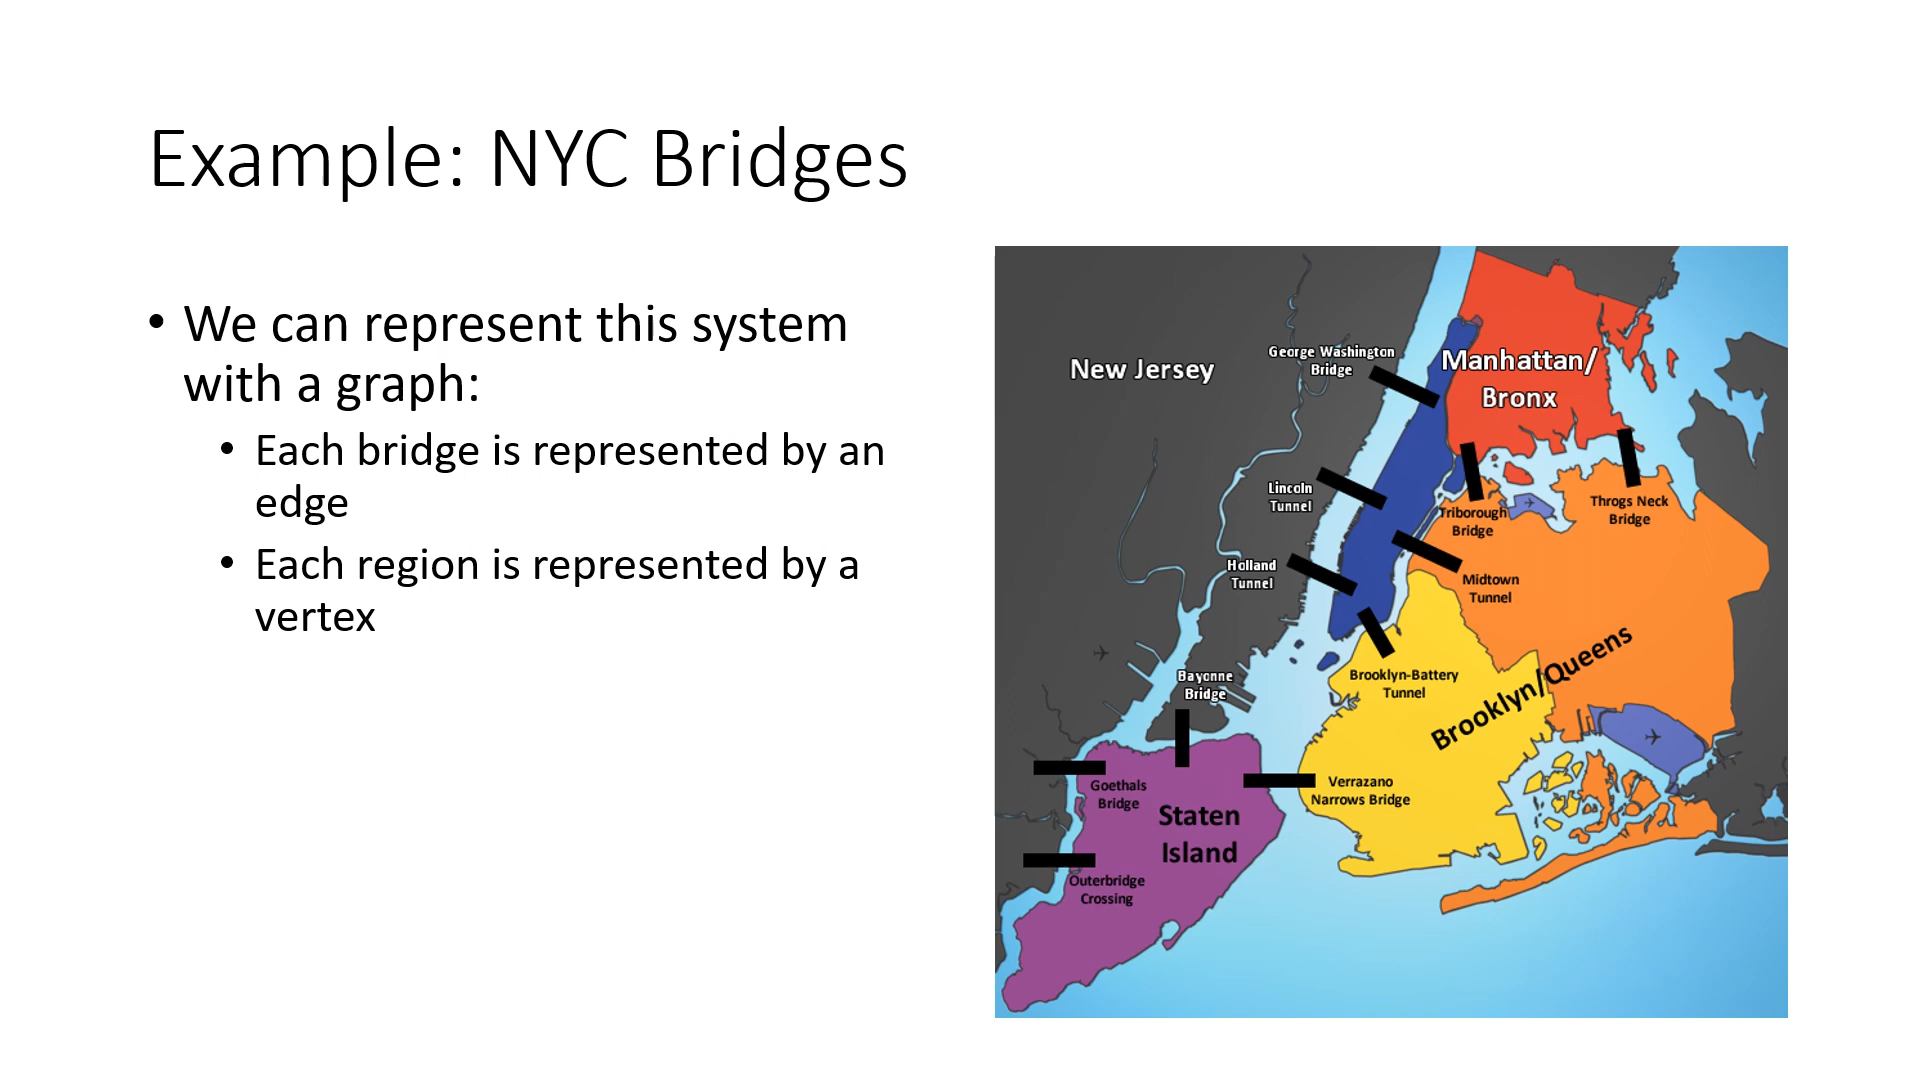 Example: NYC Bridges
• We can represent this system
with a graph:
• Each bridge is represented by an
edge
• Each region is represented by a
vertex
New Jersey
George Washington
Bridge
Manhattan/
Bronx
Lincoln
Tunnel
Triborough
Bridge
Throgs Neck
Bridge
Holland
Tunnel
Midtown
Tunnel
Bayonne
Bridge
Brooklyn-Battery
Tunnel
Brooklyn/Queens
Goethals
Bridge
Verrazano
Narrows Bridge
Staten
Island
Outerbridge
Crossing